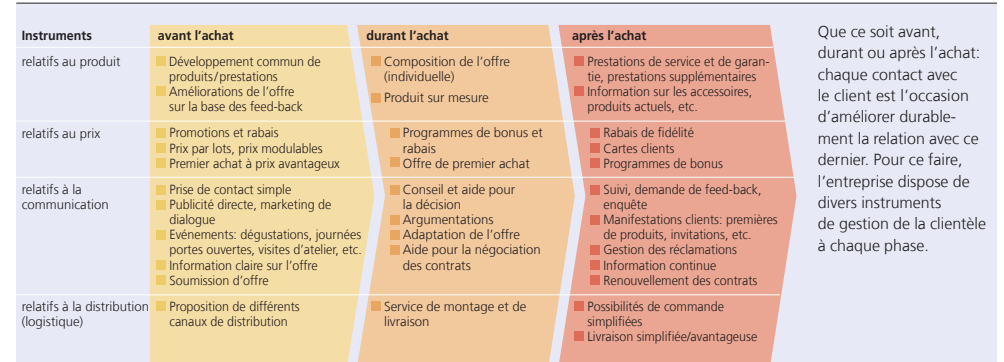 Instruments
avant l'achat
durant l'achat
après l'achat
relatifs au produit
Développement commun de
produits/prestations
Améliorations de l'offre
sur la base des feed-back
Composition de l'offre
(individuelle)
Produit sur mesure
Prestations de service et de garan-
tie, prestations supplémentaires
Information sur les accessoires,
produits actuels, etc.
relatifs au prix
Promotions et rabais
Prix par lots, prix modulables
Premier achat à prix avantageux
Programmes de bonus et
rabais
Offre de premier achat
Rabais de fidélité
Cartes clients
Programmes de bonus
relatifs à la
communication
Prise de contact simple
Publicité directe, marketing de
dialogue
Evénements: dégustations, journées
portes ouvertes, visites d'atelier, etc.
Information claire sur l'offre
Soumission d'offre
Conseil et aide pour
la décision
Argumentations
Adaptation de l'offre
Aide pour la négociation
des contrats
Suivi, demande de feed-back,
enquête
Manifestations clients: premières
de produits, invitations, etc.
Gestion des réclamations
Information continue
Renouvellement des contrats
relatifs à la distribution
(logistique)
Proposition de différents
canaux de distribution
Service de montage et de
livraison
Possibilités de commande
simplifiées
Livraison simplifiée/avantageuse
Que ce soit avant,
durant ou après l'achat:
chaque contact avec
le client est l'occasion
d'améliorer durable-
ment la relation avec ce
dernier. Pour ce faire,
l'entreprise dispose de
divers instruments
de gestion de la clientèle
à chaque phase.